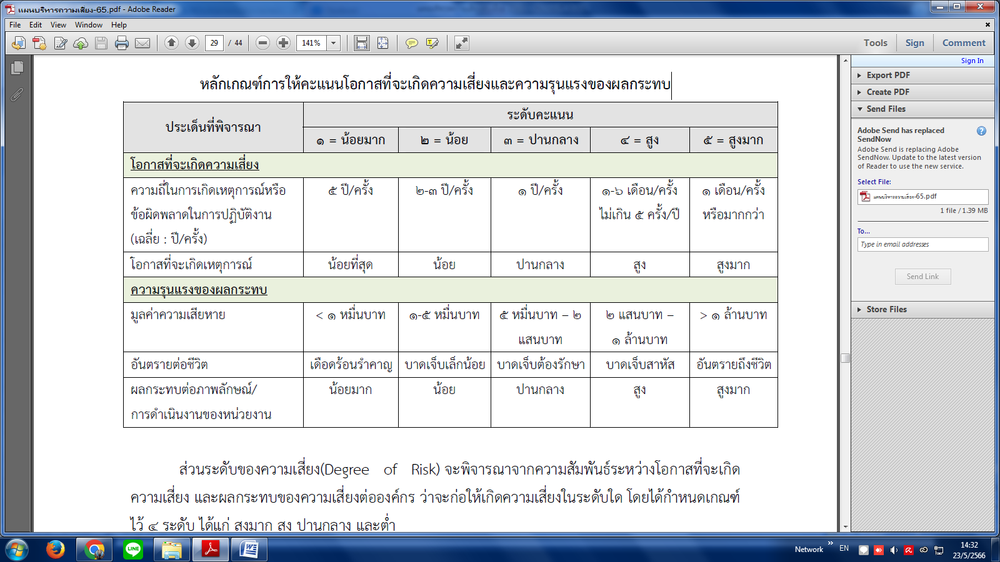 แผนบริหารความเสี่ยง-65.pdf - Adobe Reader
File Edit View Window Help
29 / 44 141% Tools Sign Comment
Sign In
Export PDF
Create PDF
Send Files
Adobe Send has replaced
SendNow
Adobe Send is replacing Adobe
SendNow. Update to the latest version
of Reader to use the new service.
Select File:
แผนบริหารความเสี่ยง-65.pdf
1 file / 1.39 MB
To...
Type in email addresses
Send Link
Store Files
หลักเกณฑ์การให้คะแนนโอกาสที่จะเกิดความเสี่ยงและความรุนแรงของผลกระทบ
ประเด็นที่พิจารณา
ระดับคะแนน
๑ = น้อยมาก ๒ = น้อย ๓ = ปานกลาง ๔ = สูง ๕ = สูงมาก
โอกาสที่จะเกิดความเสี่ยง
ความถี่ในการเกิดเหตุการณ์หรือ ๕ ปี/ครั้ง ๒-๓ ปี/ครั้ง ๑ ปี/ครั้ง ๑-๖ เดือน/ครั้ง ๑ เดือน/ครั้ง
ข้อผิดพลาดในการปฏิบัติงาน ไม่เกิน ๕ ครั้ง/ปี หรือมากกว่า
(เฉลี่ย : ปี/ครั้ง)
โอกาสที่จะเกิดเหตุการณ์ น้อยที่สุด น้อย ปานกลาง สูง สูงมาก
ความรุนแรงของผลกระทบ
มูลค่าความเสียหาย < ๑ หมื่นบาท ๑-๕ หมื่นบาท ๕ หมื่นบาท – ๒ ๒ แสนบาท – > ๑ ล้านบาท
แสนบาท ๑ ล้านบาท
อันตรายต่อชีวิต เดือดร้อนรำคาญ บาดเจ็บเล็กน้อย บาดเจ็บต้องรักษา บาดเจ็บสาหัส อันตรายถึงชีวิต
ผลกระทบต่อภาพลักษณ์/ น้อยมาก น้อย ปานกลาง สูง สูงมาก
การดำเนินงานของหน่วยงาน
ส่วนระดับของความเสี่ยง(Degree of Risk) จะพิจารณาจากความสัมพันธ์ระหว่างโอกาสที่จะเกิด
ความเสี่ยง และผลกระทบของความเสี่ยงต่อองค์กร ว่าจะก่อให้เกิดความเสี่ยงในระดับใด โดยได้กำหนดเกณฑ์
ไว้ ๔ ระดับ ได้แก่ สูงมาก สูง ปานกลาง และต่ำ
LINE
Network » EN 14:32
23/5/2566